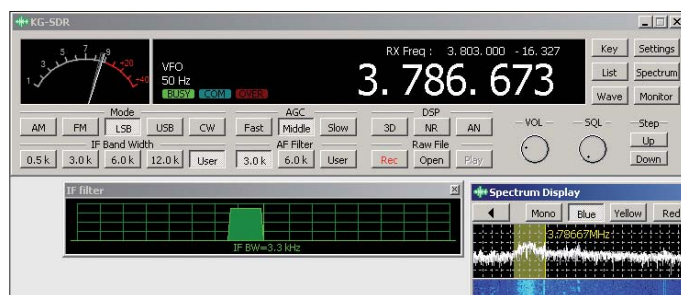 KG-SDR
1 3 5 7 9 +20 +40
VFO
50 Hz
BUSY COM OVER
RX Freq : 3. 803. 000 - 16. 327
3. 786. 673
Key Settings
List Spectrum
Wave Monitor
Mode AGC DSP
AM FM LSB USB CW Fast Middle Slow 3D NR AN
VOL SQL Step
Up
Down
IF Band Width AF Filter Raw File
0.5 k 3.0 k 6.0 k 12.0 k User 3.0 k 6.0 k User Rec Open Play
IF filter
IF BW=3.3 kHz
Spectrum Display
Mono Blue Yellow Red
3.78667MHz